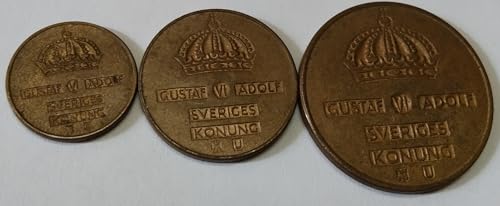 GUSTAF VI ADOLF
SVERIGES
KONUNG
GUSTAF VI ADOLF
SVERIGES
KONUNG
U
GUSTAF VI ADOLF
SVERIGES
KONUNG
U